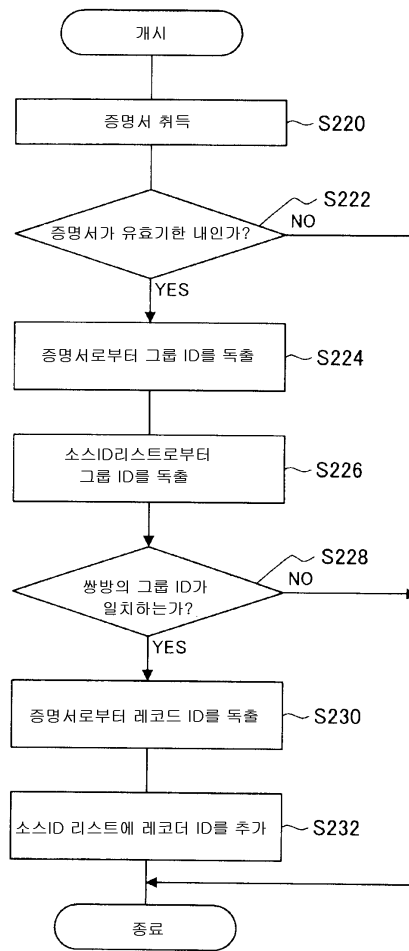 개시
증명서 취득
S220
증명서가 유효기한 내인가?
S222
NO
YES
증명서로부터 그룹 ID를 독출
S224
소스ID리스트로부터
그룹 ID를 독출
S226
쌍방의 그룹 ID가
일치하는가?
S228
NO
YES
증명서로부터 레코드 ID를 독출
S230
소스ID 리스트에 레코더 ID를 추가
S232
종료